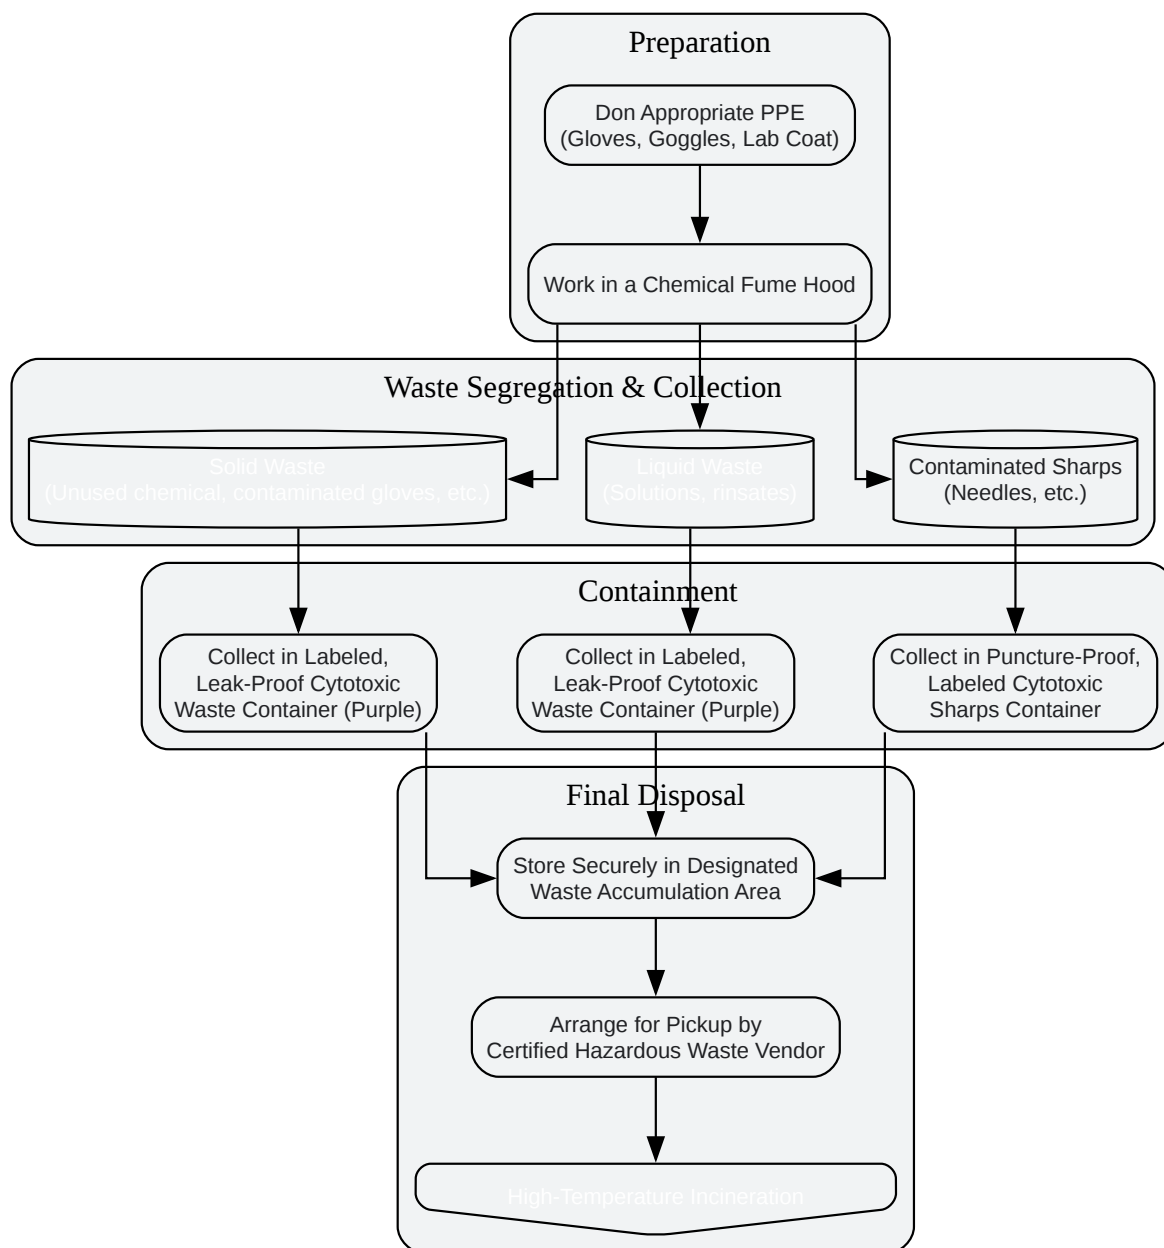 Preparation
Don Appropriate PPE
(Gloves, Goggles, Lab Coat)
Work in a Chemical Fume Hood
Waste Segregation & Collection
Solid Waste
(Unused chemical, contaminated gloves, etc.)
Liquid Waste
(Solutions, rinsates)
Contaminated Sharps
(Needles, etc.)
Containment
Collect in Labeled,
Leak-Proof Cytotoxic
Waste Container (Purple)
Collect in Labeled,
Leak-Proof Cytotoxic
Waste Container (Purple)
Collect in Puncture-Proof,
Labeled Cytotoxic
Sharps Container
Final Disposal
Store Securely in Designated
Waste Accumulation Area
Arrange for Pickup by
Certified Hazardous Waste Vendor
High-Temperature Incineration